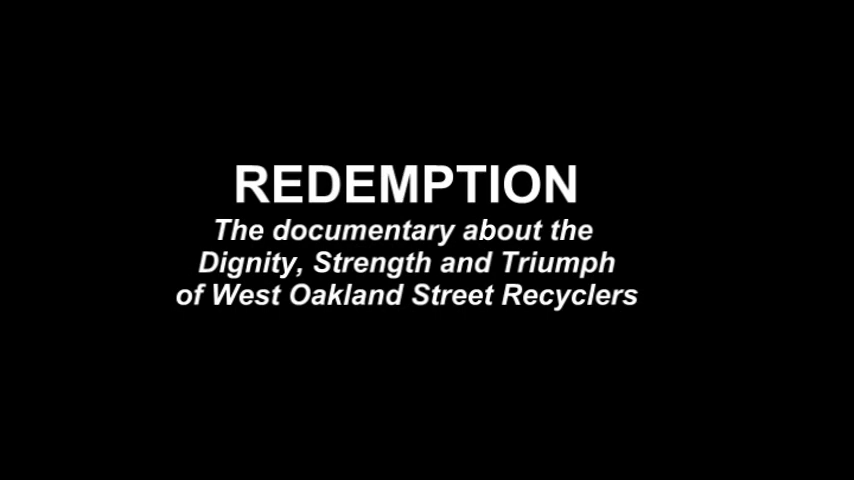 REDEMPTION
The documentary about the
Dignity, Strength and Triumph
of West Oakland Street Recyclers